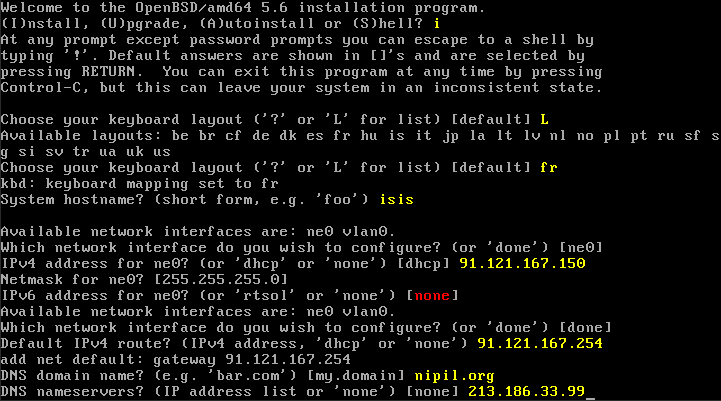 Welcome to the OpenBSD/amd64 5.6 installation program.
(I)nstall, (U)pgrade, (A)utoinstall or (S)hell? i
At any prompt except password prompts you can escape to a shell by
typing '!'. Default answers are shown in []'s and are selected by
pressing RETURN.  You can exit this program at any time by pressing
Control-C, but this can leave your system in an inconsistent state.
Choose your keyboard layout ('?' or 'L' for list) [default] L
Available layouts: be br cf de dk es fr hu is it jp la lt lv nl no pl pt ru sf s
g si sv tr ua uk us
Choose your keyboard layout ('?' or 'L' for list) [default] fr
kbd: keyboard mapping set to fr
System hostname? (short form, e.g. 'foo') isis
Available network interfaces are: ne0 vlan0.
Which network interface do you wish to configure? (or 'done') [ne0]
IPv4 address for ne0? (or 'dhcp' or 'none') [dhcp] 91.121.167.150
Netmask for ne0? [255.255.255.0]
IPv6 address for ne0? (or 'rtsol' or 'none') [none]
Available network interfaces are: ne0 vlan0.
Which network interface do you wish to configure? (or 'done') [done]
Default IPv4 route? (IPv4 address, 'dhcp' or 'none') 91.121.167.254
add net default: gateway 91.121.167.254
DNS domain name? (e.g. 'bar.com') [my.domain] nipil.org
DNS nameservers? (IP address list or 'none') [none] 213.186.33.99_